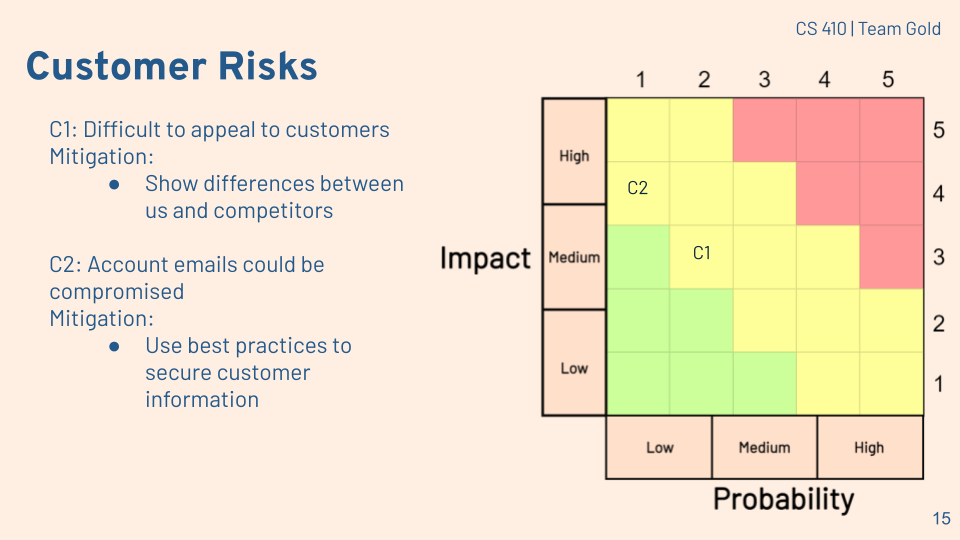 CS 410 | Team Gold
Customer Risks
C1: Difficult to appeal to customers
Mitigation:
● Show differences between
us and competitors
C2: Account emails could be
compromised
Mitigation:
● Use best practices to
secure customer
information
1 2 3 4 5
High
5
C2
4
Impact
Medium
C1
3
2
Low
1
Low Medium High
Probability
15